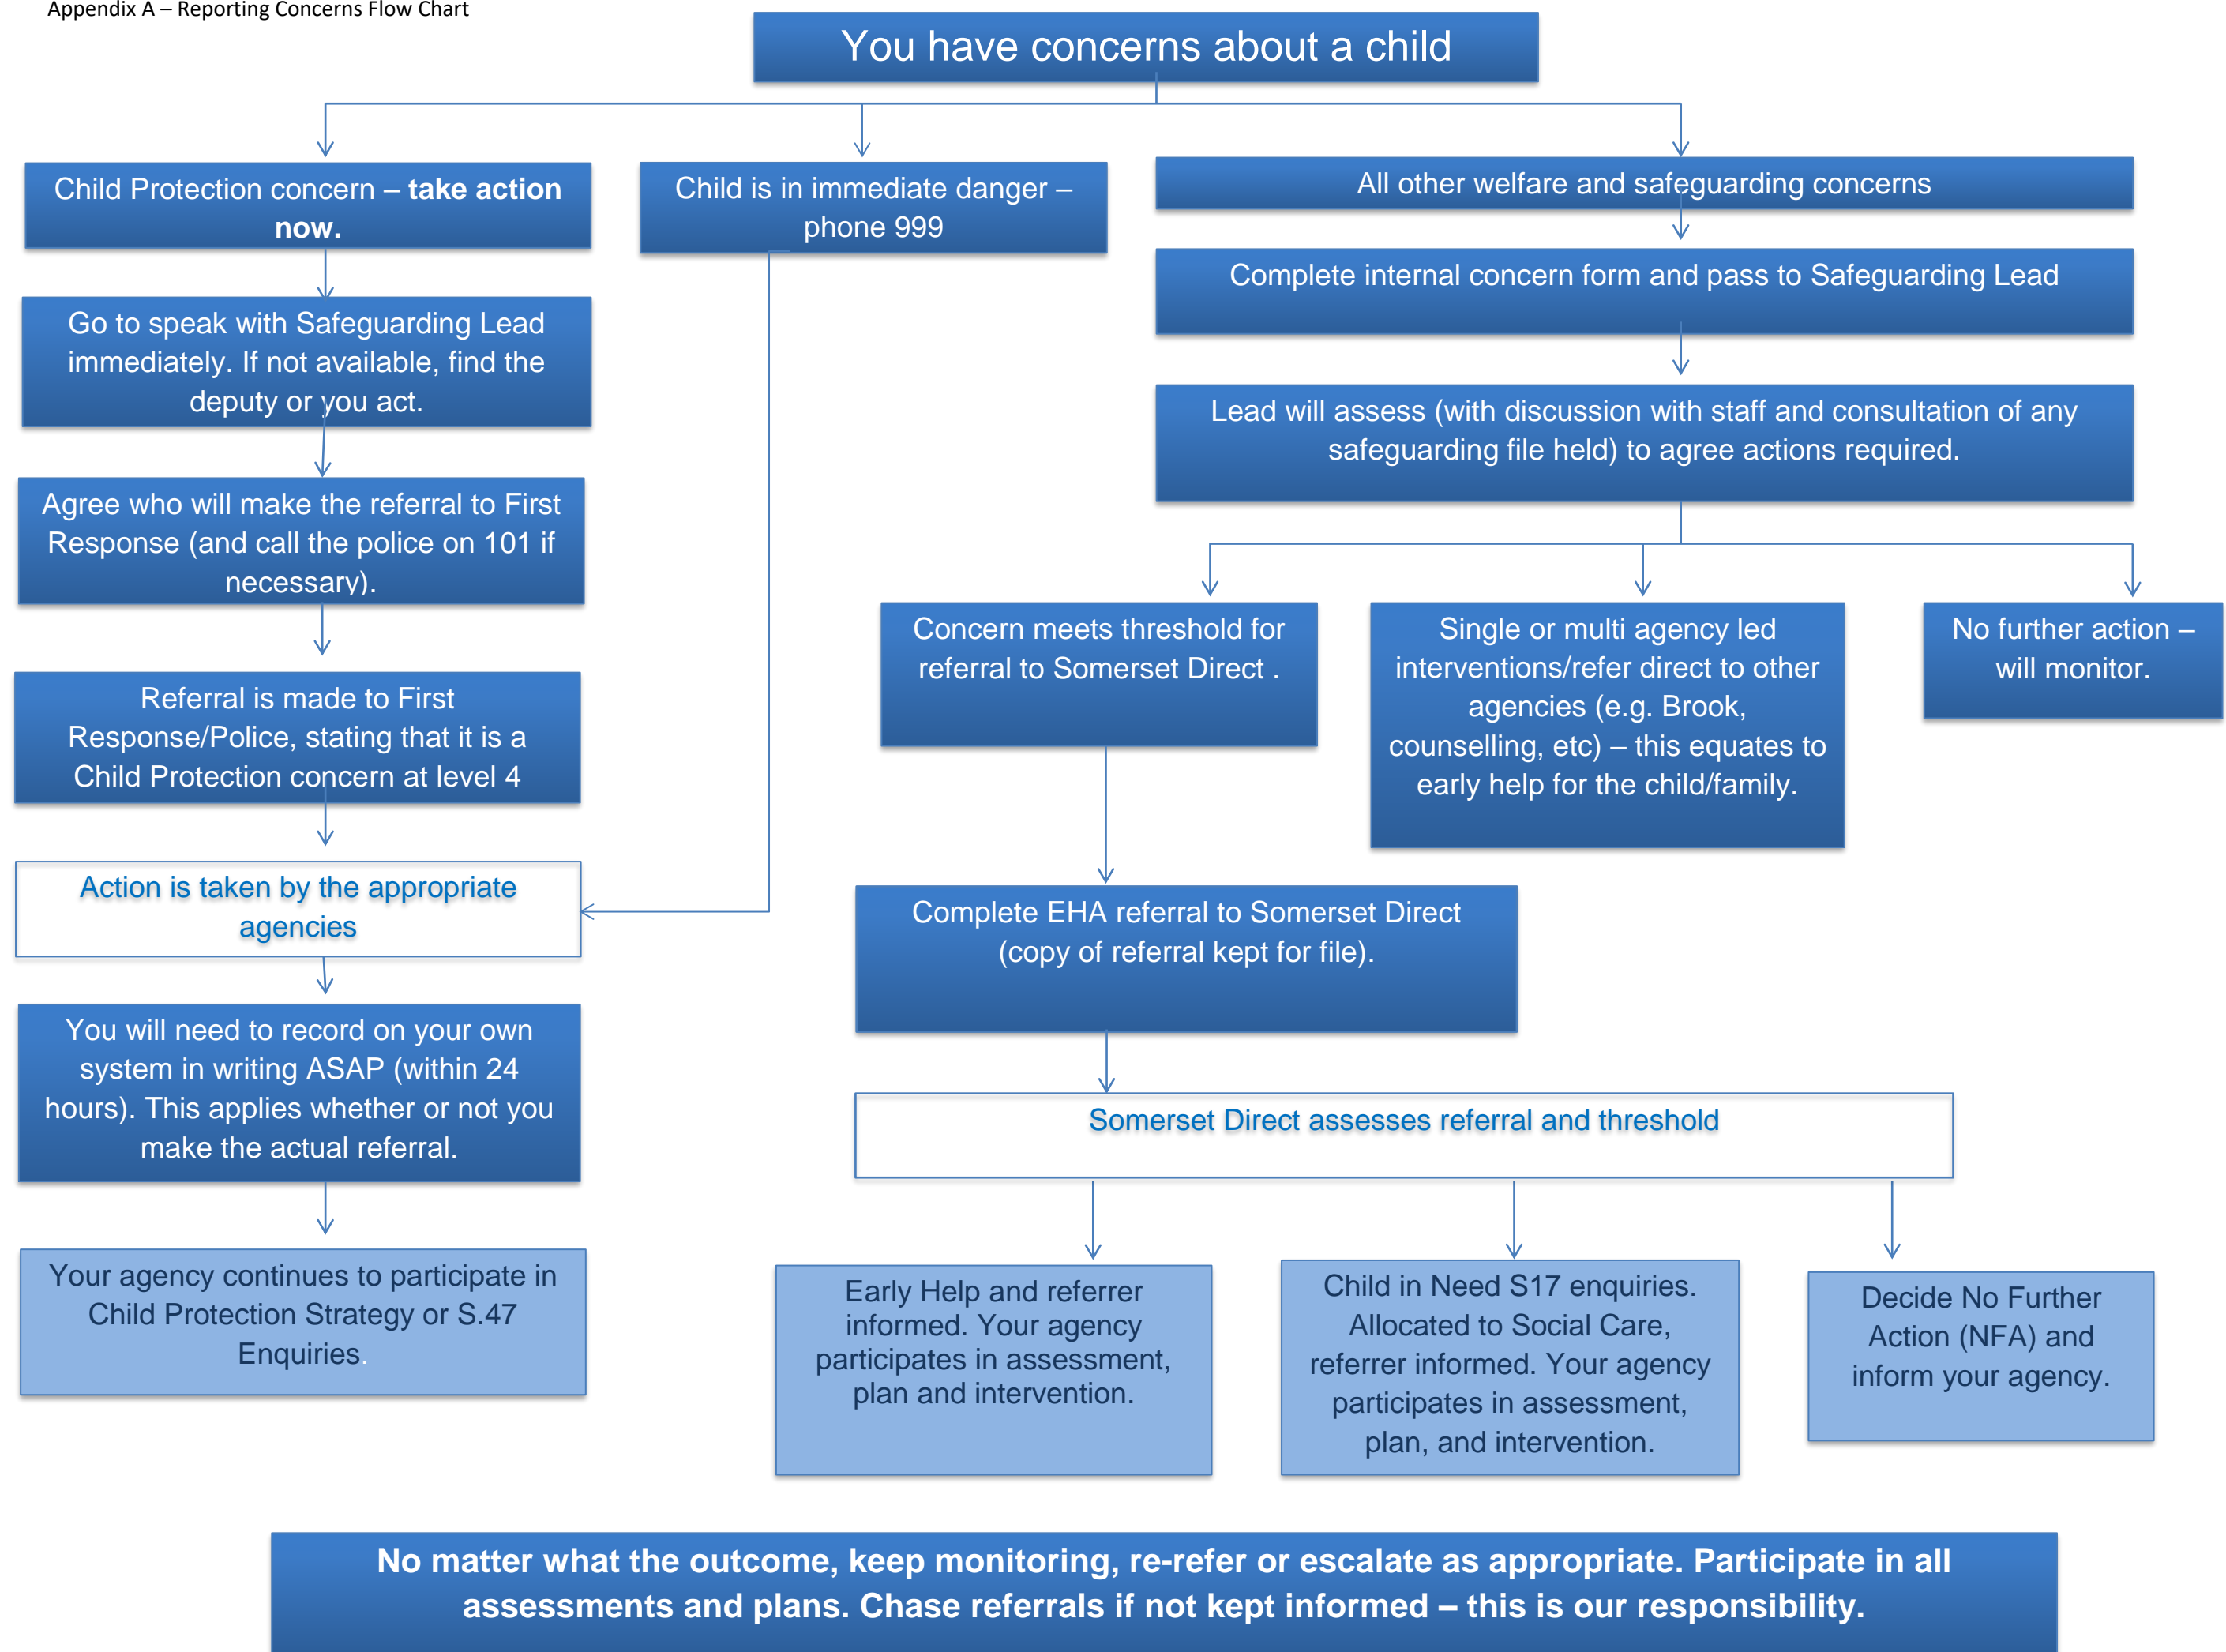 Appendix A – Reporting Concerns Flow Chart
You have concerns about a child
Child Protection concern – take action
now.
Child is in immediate danger –
phone 999
All other welfare and safeguarding concerns
Go to speak with Safeguarding Lead
immediately. If not available, find the
deputy or you act.
Complete internal concern form and pass to Safeguarding Lead
Lead will assess (with discussion with staff and consultation of any
safeguarding file held) to agree actions required.
Agree who will make the referral to First
Response (and call the police on 101 if
necessary).
Concern meets threshold for
referral to Somerset Direct .
Single or multi agency led
interventions/refer direct to other
agencies (e.g. Brook,
counselling, etc) – this equates to
early help for the child/family.
No further action –
will monitor.
Referral is made to First
Response/Police, stating that it is a
Child Protection concern at level 4
Action is taken by the appropriate
agencies
Complete EHA referral to Somerset Direct
(copy of referral kept for file).
You will need to record on your own
system in writing ASAP (within 24
hours). This applies whether or not you
make the actual referral.
Somerset Direct assesses referral and threshold
Your agency continues to participate in
Child Protection Strategy or S.47
Enquiries.
Early Help and referrer
informed. Your agency
participates in assessment,
plan and intervention.
Child in Need S17 enquiries.
Allocated to Social Care,
referrer informed. Your agency
participates in assessment,
plan, and intervention.
Decide No Further
Action (NFA) and
inform your agency.
No matter what the outcome, keep monitoring, re-refer or escalate as appropriate. Participate in all
assessments and plans. Chase referrals if not kept informed – this is our responsibility.